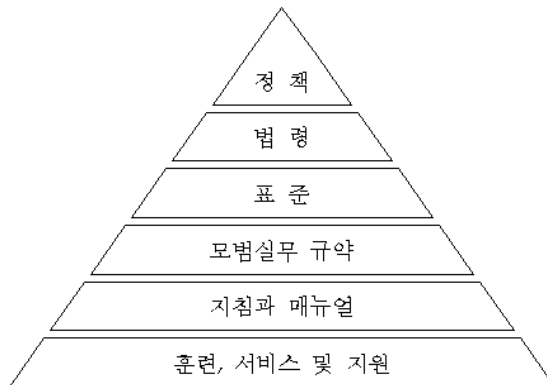 정 책
법 령
표 준
모범실무 규약
지침과 매뉴얼
훈련, 서비스 및 지원